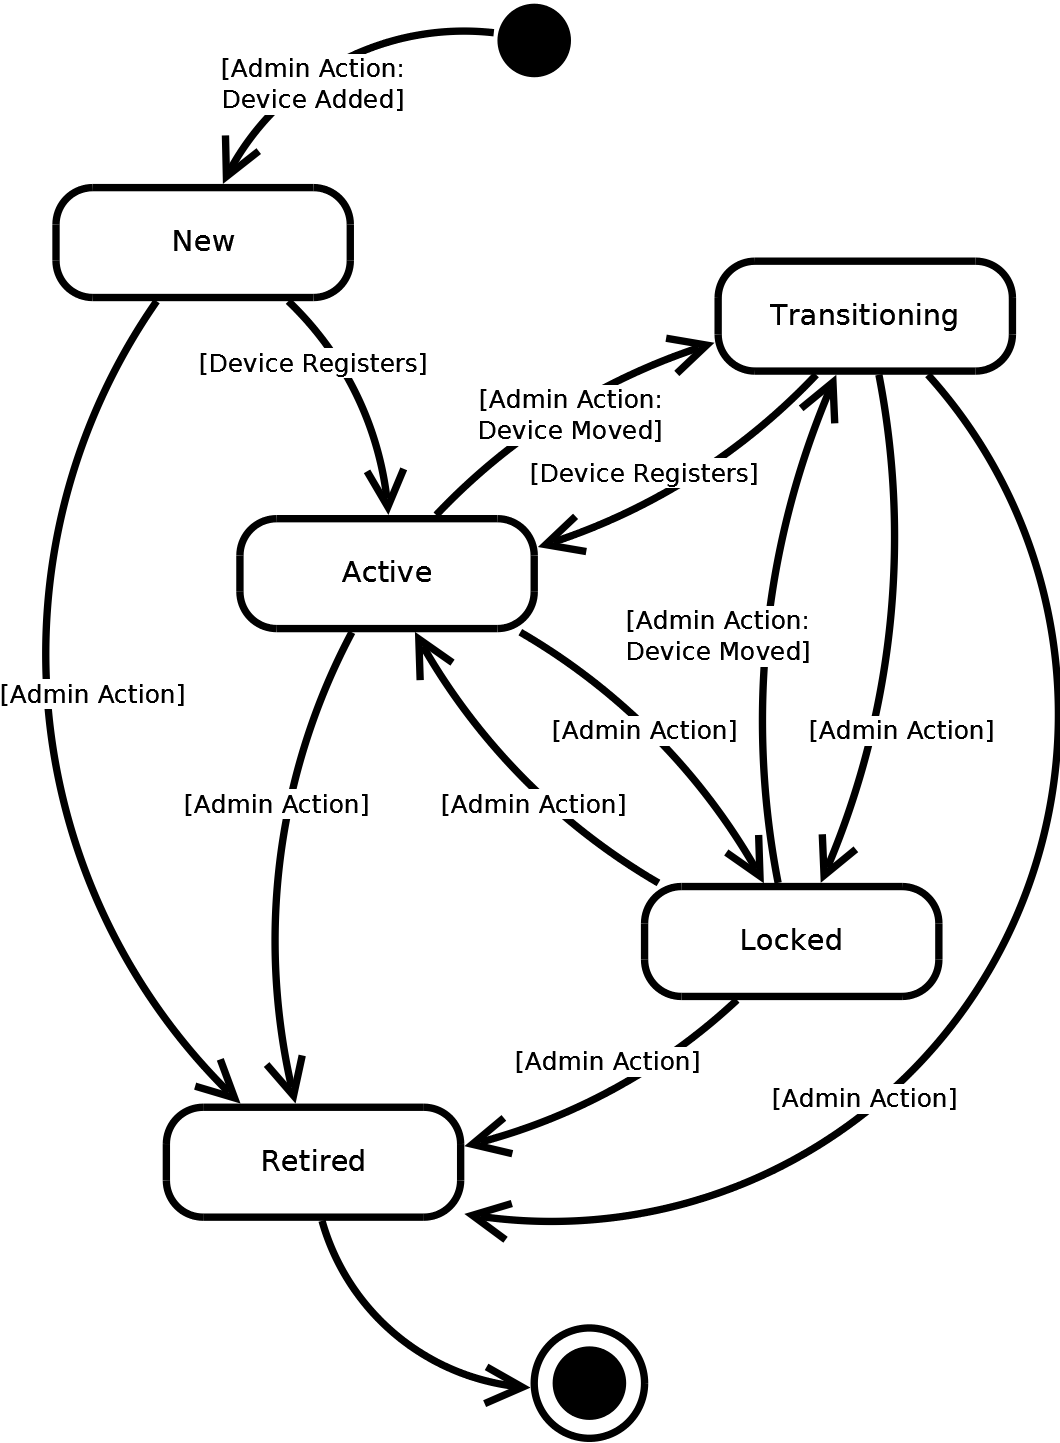 [Admin Action:
Device Added]
New
Transitioning
[Device Registers]
[Admin Action:
Device Moved]
[Device Registers]
Active
[Admin Action:
Device Moved]
[Admin Action]
[Admin Action]
[Admin Action]
[Admin Action]
[Admin Action]
Locked
[Admin Action]
[Admin Action]
Retired